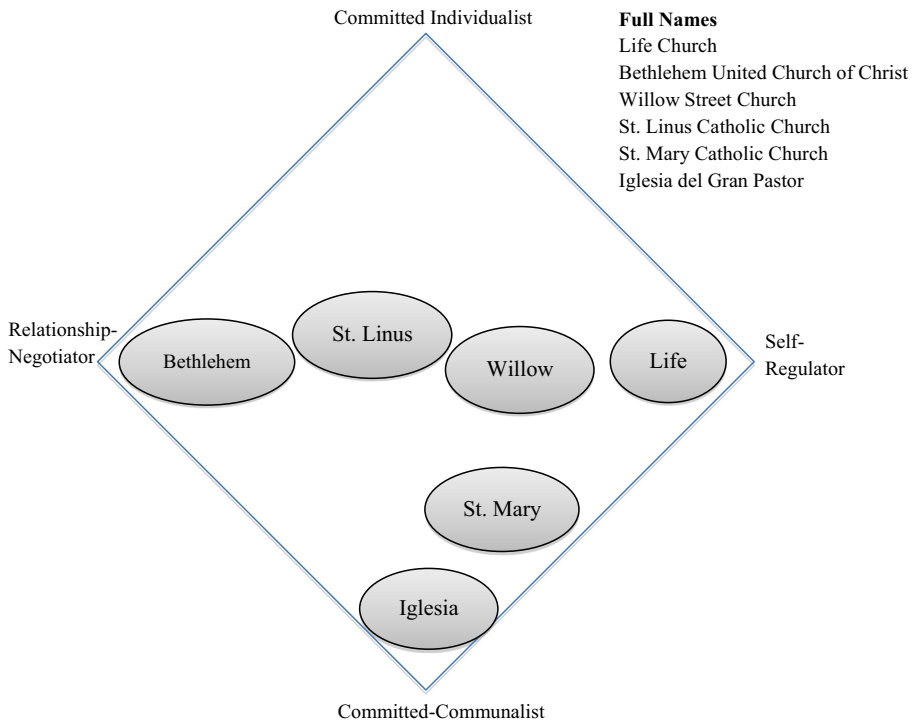 Committed Individualist
Full Names
Life Church
Bethlehem United Church of Christ
Willow Street Church
St. Linus Catholic Church
St. Mary Catholic Church
Iglesia del Gran Pastor
Relationship-
Negotiator
Bethlehem
St. Linus
Willow
Life
Self-
Regulator
St. Mary
Iglesia
Committed-Communalist